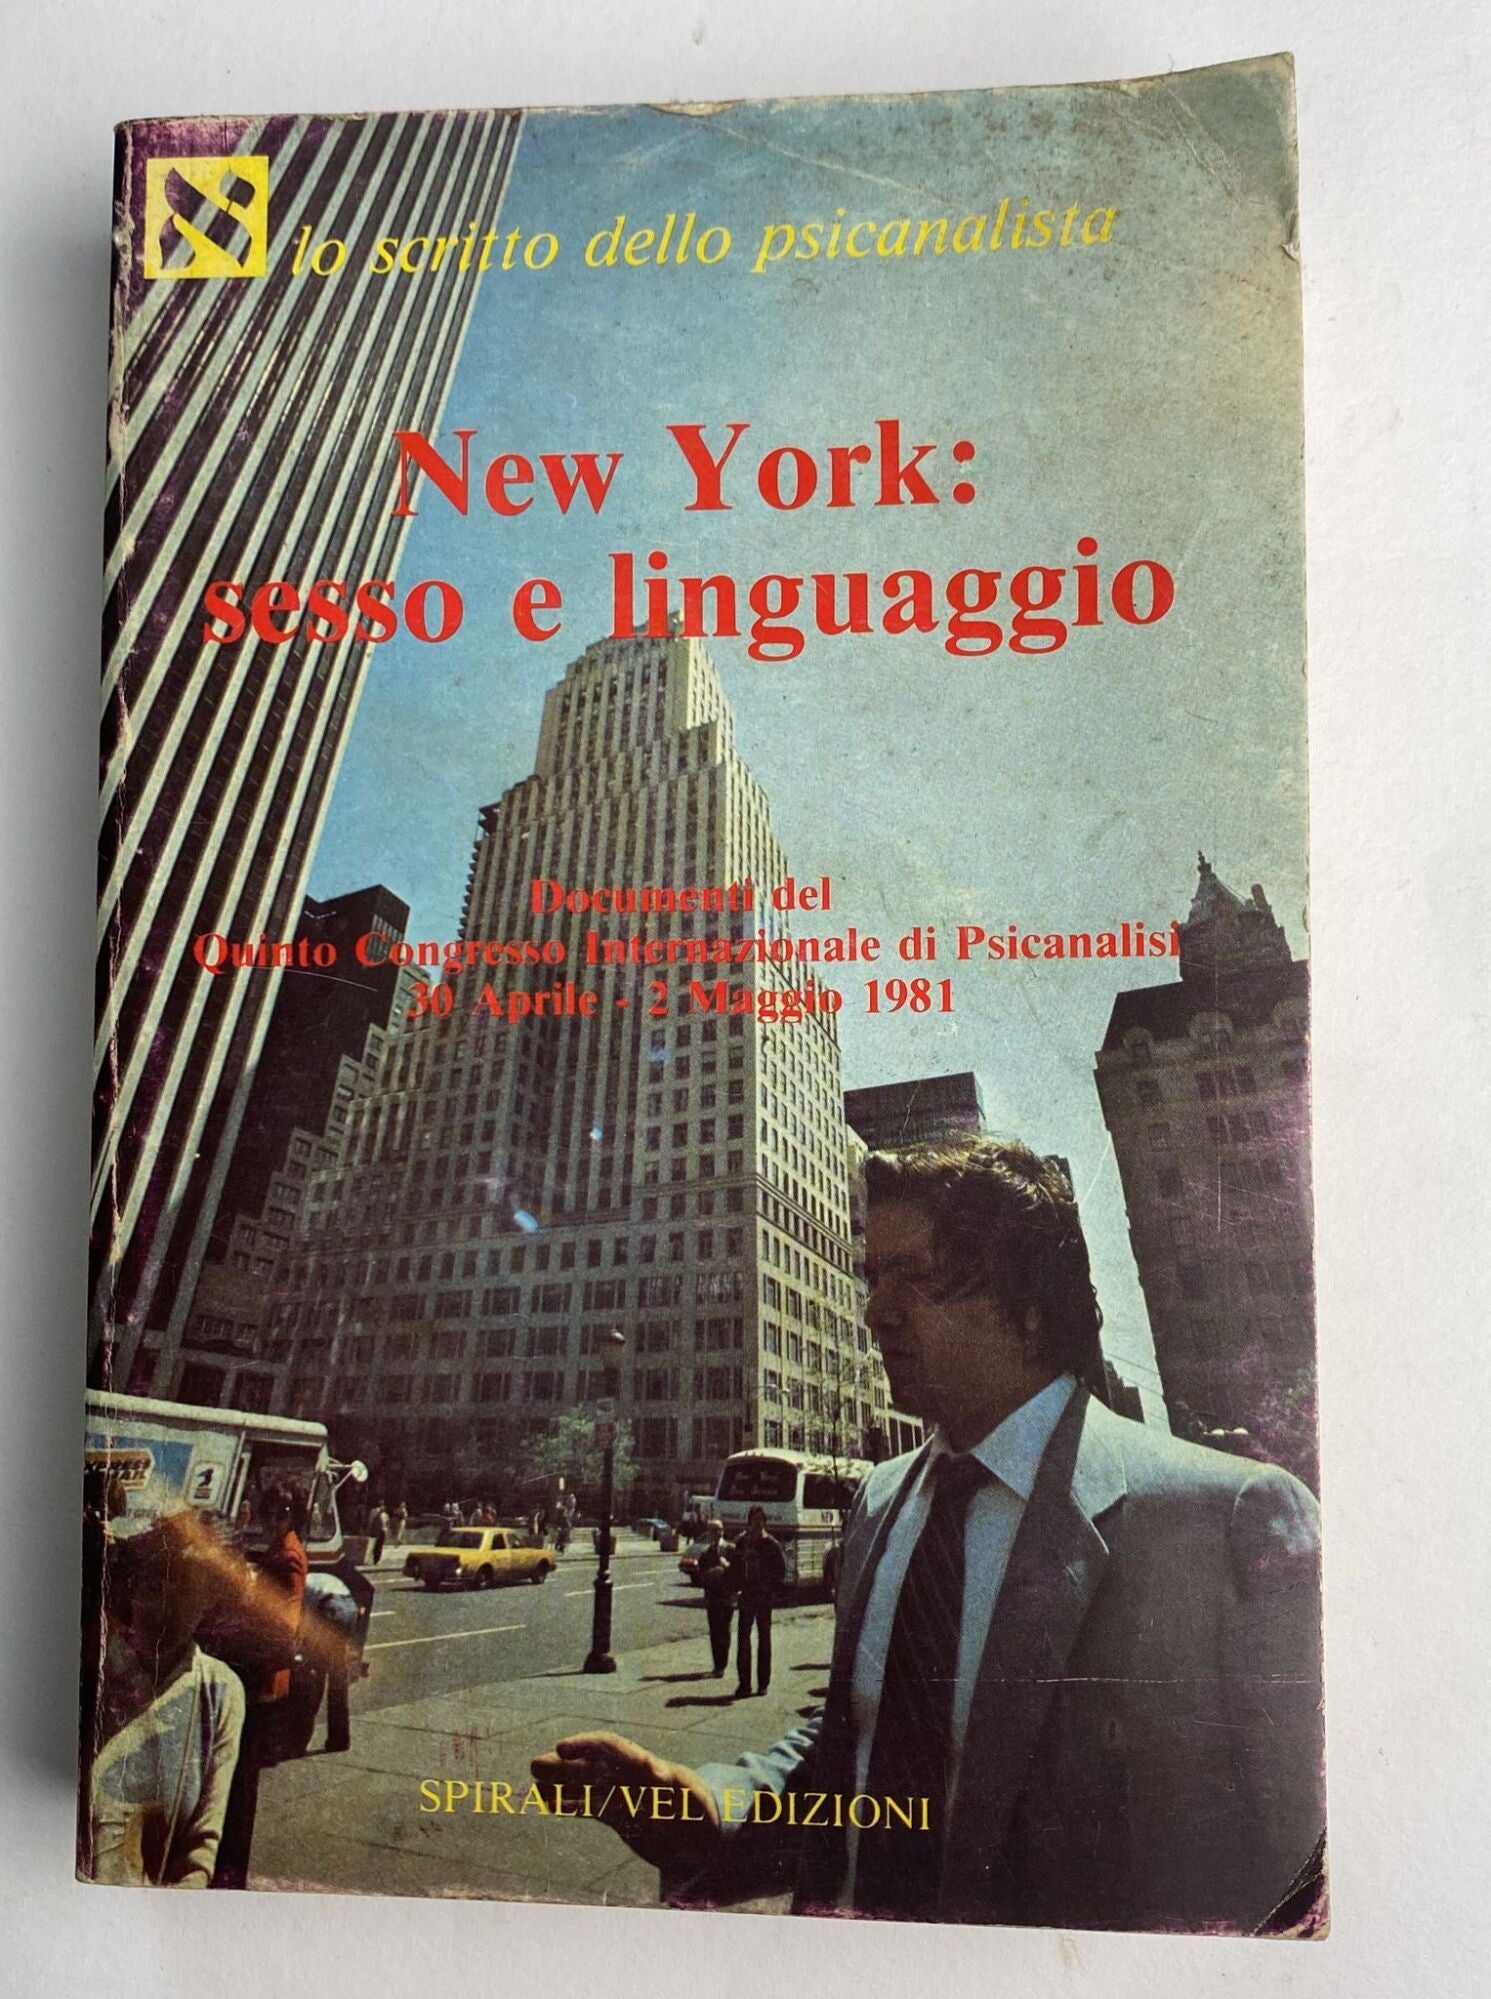 א
lo scritto dello psicanalista
New York:
sesso e linguaggio
Documenti del
Quinto Congresso Internazionale di Psicanalisi
30 Aprile - 2 Maggio 1981
SPIRALI/VEL EDIZIONI